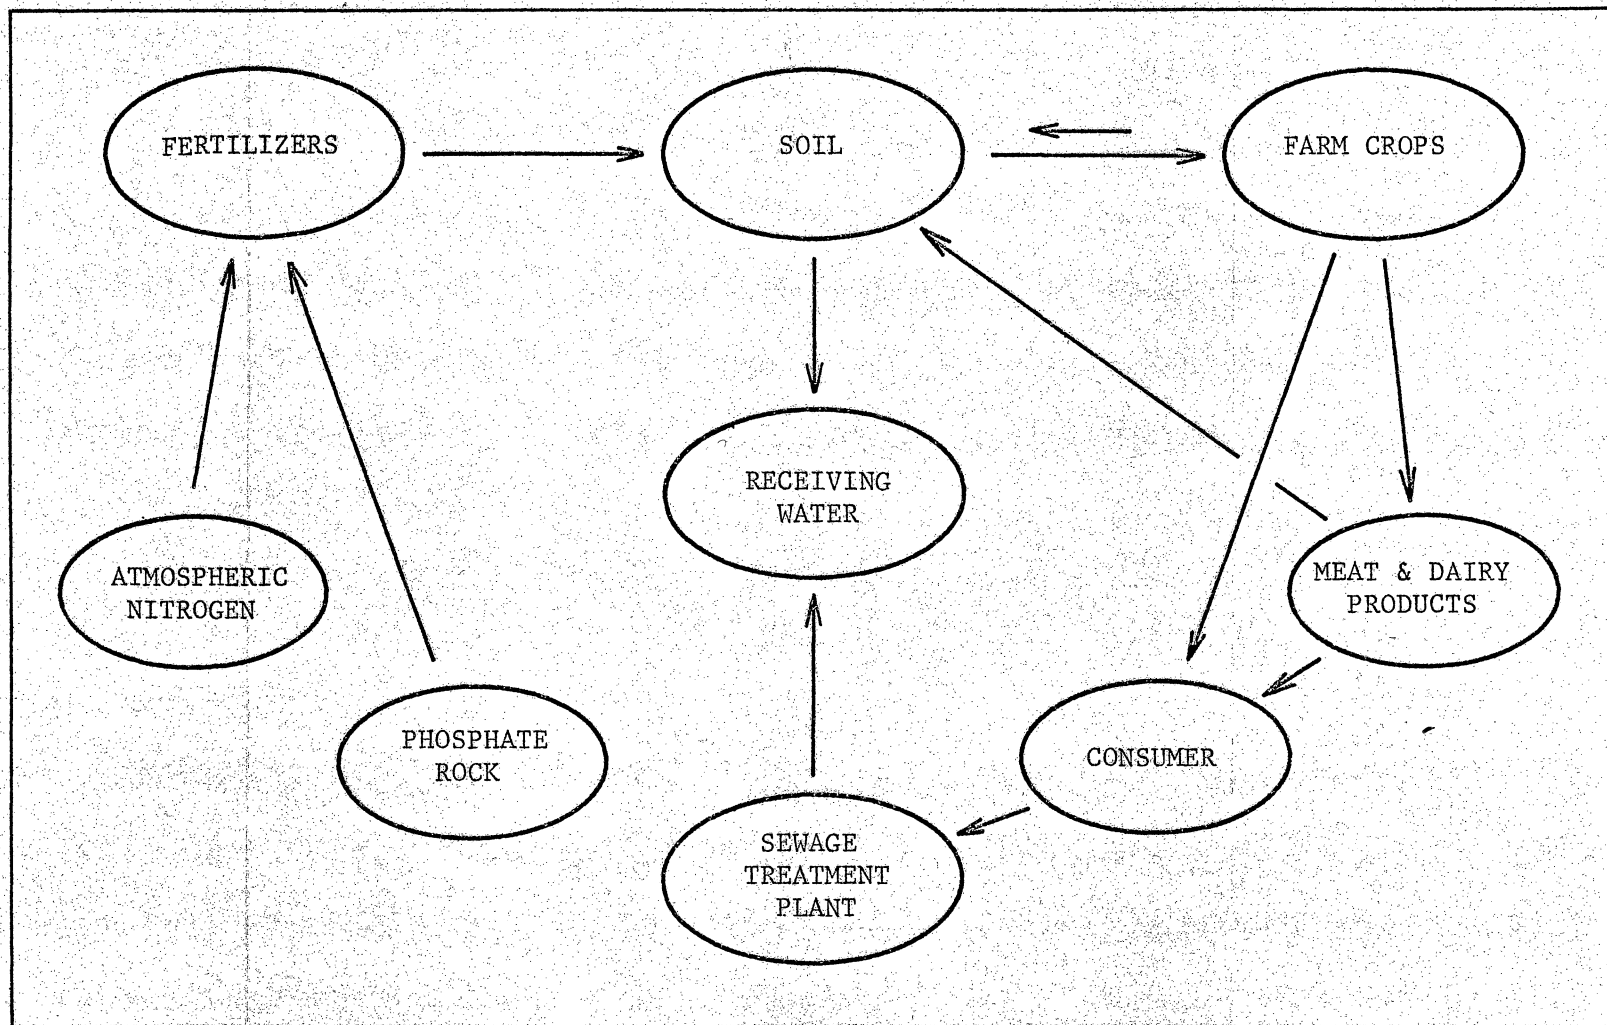 FERTILIZERS
SOIL
FARM CROPS
RECEIVING
WATER
ATMOSPHERIC
NITROGEN
MEAT & DAIRY
PRODUCTS
PHOSPHATE
ROCK
CONSUMER
SEWAGE
TREATMENT
PLANT